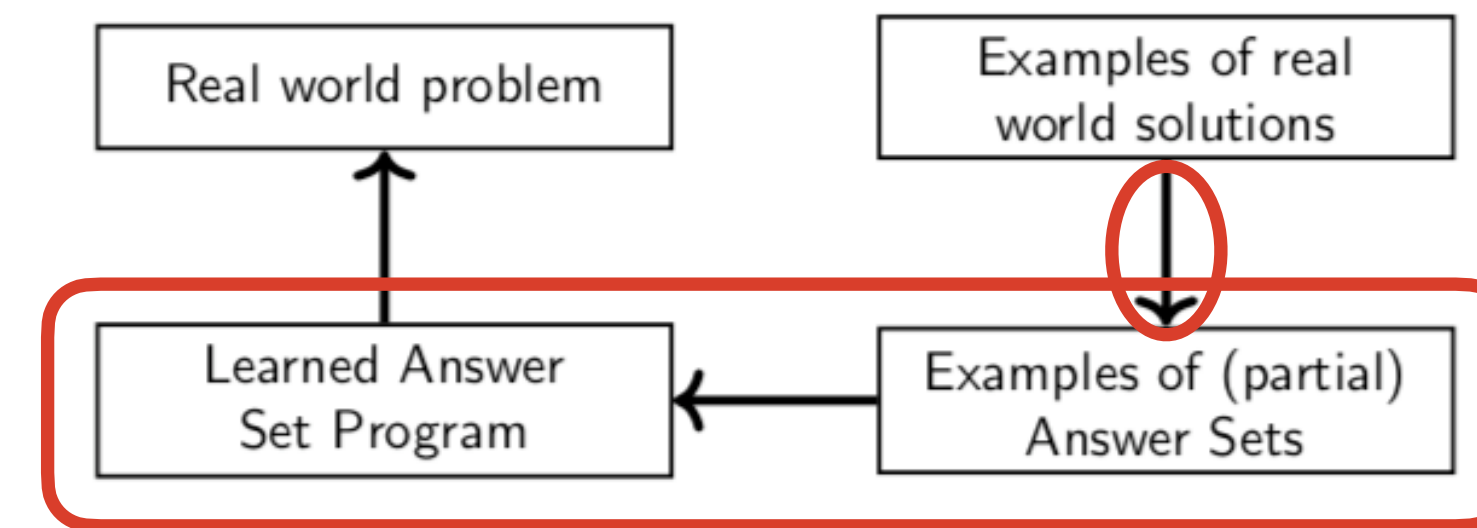 Real world problem
Examples of real
world solutions
Learned Answer
Set Program
Examples of (partial)
Answer Sets